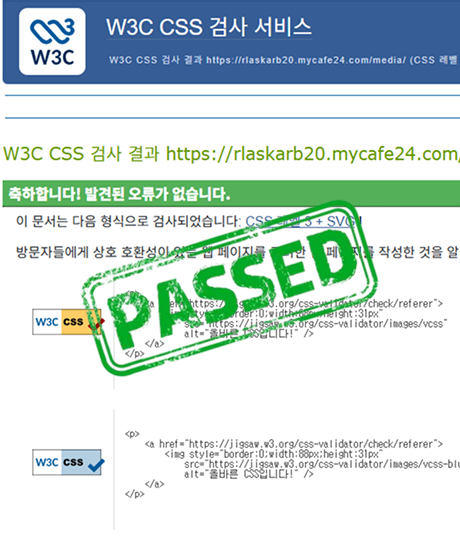 W3C
W3C CSS 검사 서비스
W3C CSS 검사 결과 https://rlaskarb20.mycafe24.com/media/ (CSS 레벨
W3C CSS 검사 결과 https://rlaskarb20.mycafe24.com/
축하합니다! 발견된 오류가 없습니다.
이 문서는 다음 형식으로 검사되었습니다: CSS 레벨 3 + SVG !
방문자들에게 상호 호환성이 있는 웹 페이지를 페이지를 작성한 것을 알
PASSED
W3C CSS
href="https://jigsaw.w3.org/css-validator/check/referer">
style="border:0;width:88px;height:31px"
src="https://jigsaw.w3.org/css-validator/images/vcss"
alt="올바른 CSS입니다!" />
</a>
</p>
W3C CSS
<p>
<a href="https://jigsaw.w3.org/css-validator/check/referer">
<img style="border:0;width:88px;height:31px"
src="https://jigsaw.w3.org/css-validator/images/vcss-blu
alt="올바른 CSS입니다!" />
</a>
</p>